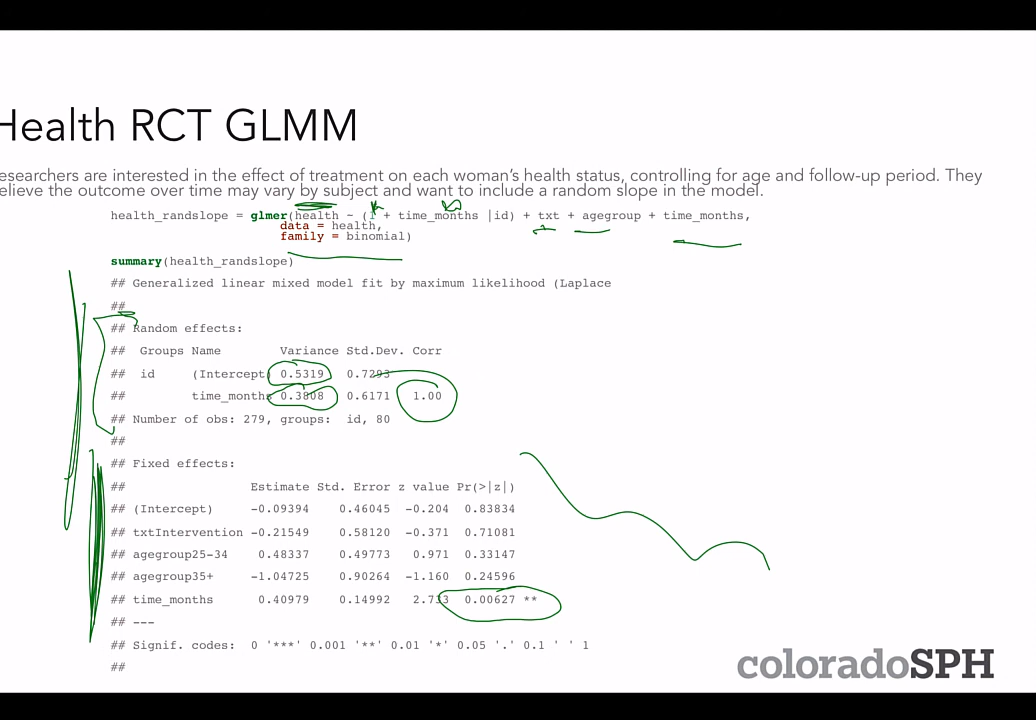 Health RCT GLMM
esearchers are interested in the effect of treatment on each woman's health status, controlling for age and follow-up period. They
elieve the outcome over time may vary by subject and want to include a random slope in the model.
health_randslope = glmer(health ~ (1 + time_months |id) + txt + agegroup + time_months,
data = health,
family = binomial)
summary(health_randslope)
## Generalized linear mixed model fit by maximum likelihood (Laplace
##
## Random effects:
## Groups Name Variance Std.Dev. Corr
## id (Intercept) 0.5319 0.7293
## time_months 0.3808 0.6171 1.00
## Number of obs: 279, groups: id, 80
##
## Fixed effects:
## Estimate Std. Error z value Pr(>|z|)
## (Intercept) -0.09394 0.46045 -0.204 0.83834
## txtIntervention -0.21549 0.58120 -0.371 0.71081
## agegroup25-34 0.48337 0.49773 0.971 0.33147
## agegroup35+ -1.04725 0.90264 -1.160 0.24596
## time_months 0.40979 0.14992 2.733 0.00627 **
## ---
## Signif. codes: 0 '***' 0.001 '**' 0.01 '*' 0.05 '.' 0.1 ' ' 1
##
coloradoSPH